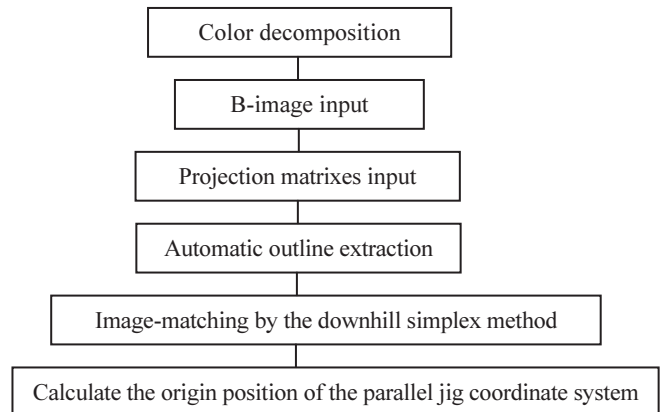 Color decomposition
B-image input
Projection matrixes input
Automatic outline extraction
Image-matching by the downhill simplex method
Calculate the origin position of the parallel jig coordinate system